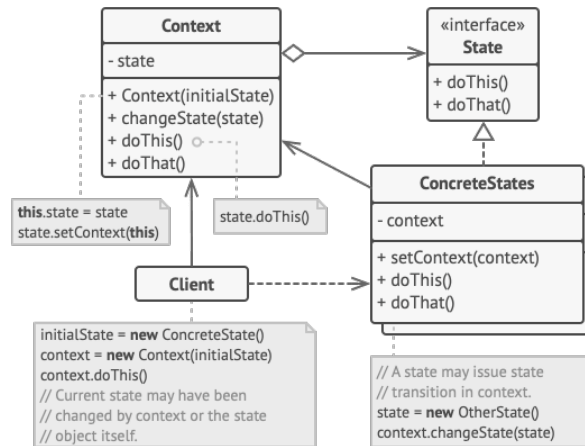 Context
- state
+ Context(initialState)
+ changeState(state)
+ doThis()
+ doThat()
«interface»
State
+ doThis()
+ doThat()
this.state = state
state.setContext(this)
state.doThis()
ConcreteStates
- context
+ setContext(context)
+ doThis()
+ doThat()
Client
initialState = new ConcreteState()
context = new Context(initialState)
context.doThis()
// Current state may have been
// changed by context or the state
// object itself.
// A state may issue state
// transition in context.
state = new OtherState()
context.changeState(state)